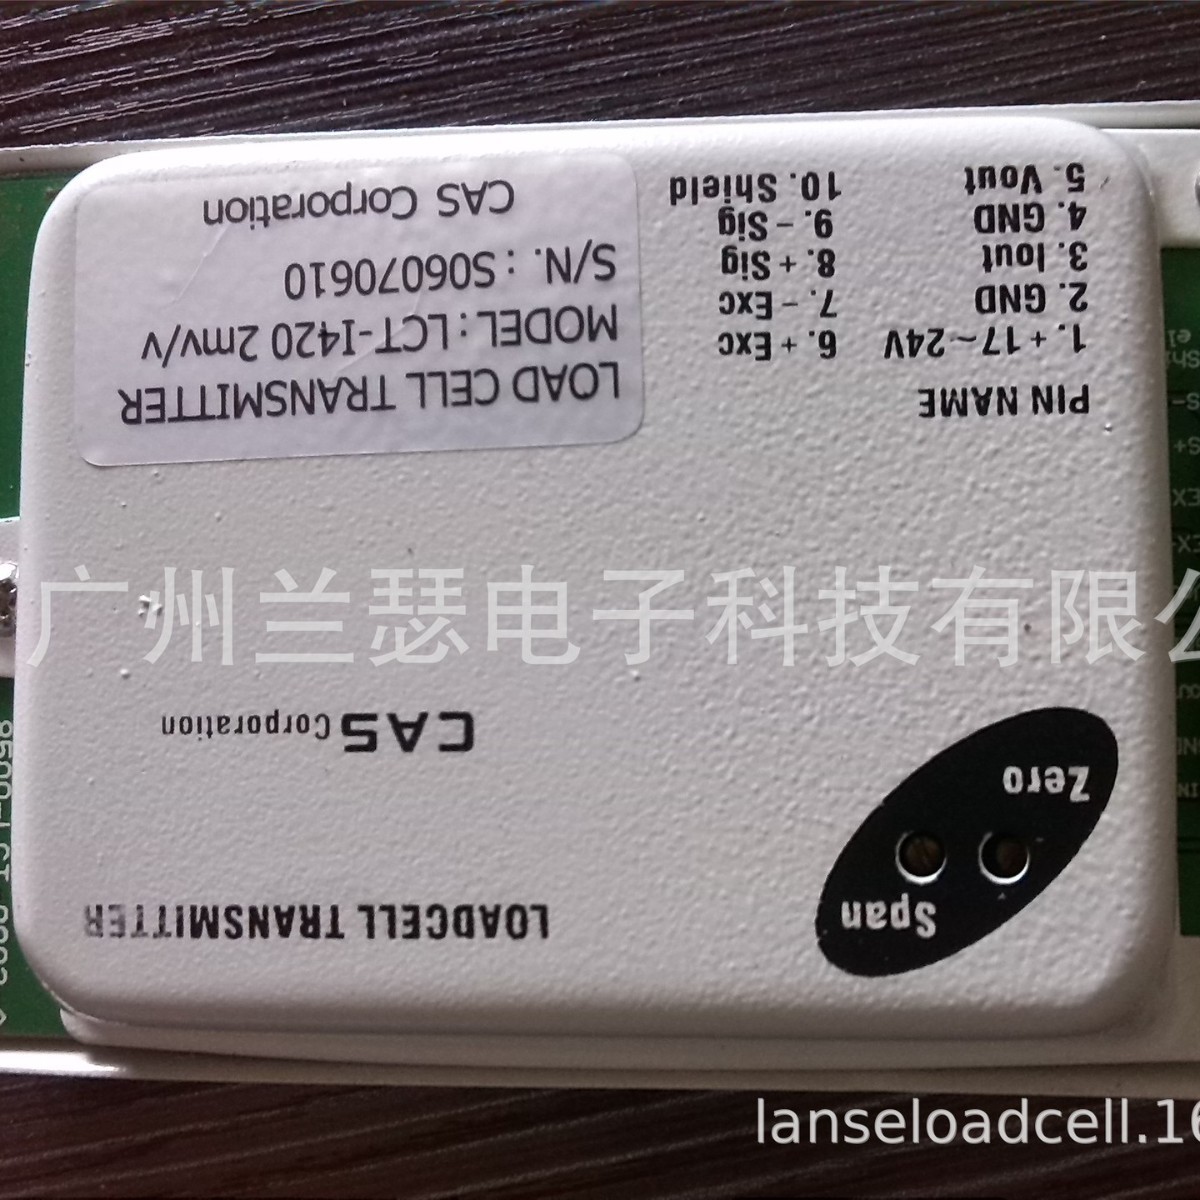 LOADCELL TRANSMITTER
Span
Zero
CAS Corporation
PIN NAME
1. + 17~24V
2. GND
3. Iout
4. GND
5. Vout
6. + Exc
7. - Exc
8. + Sig
9. - Sig
10. Shield
LOAD CELL TRANSMITTER
MODEL : LCT-I420 2mv/v
S/N. : S06070610
CAS Corporation
S-
S+
广州兰瑟电子科技有限公
lanseloadcell.16